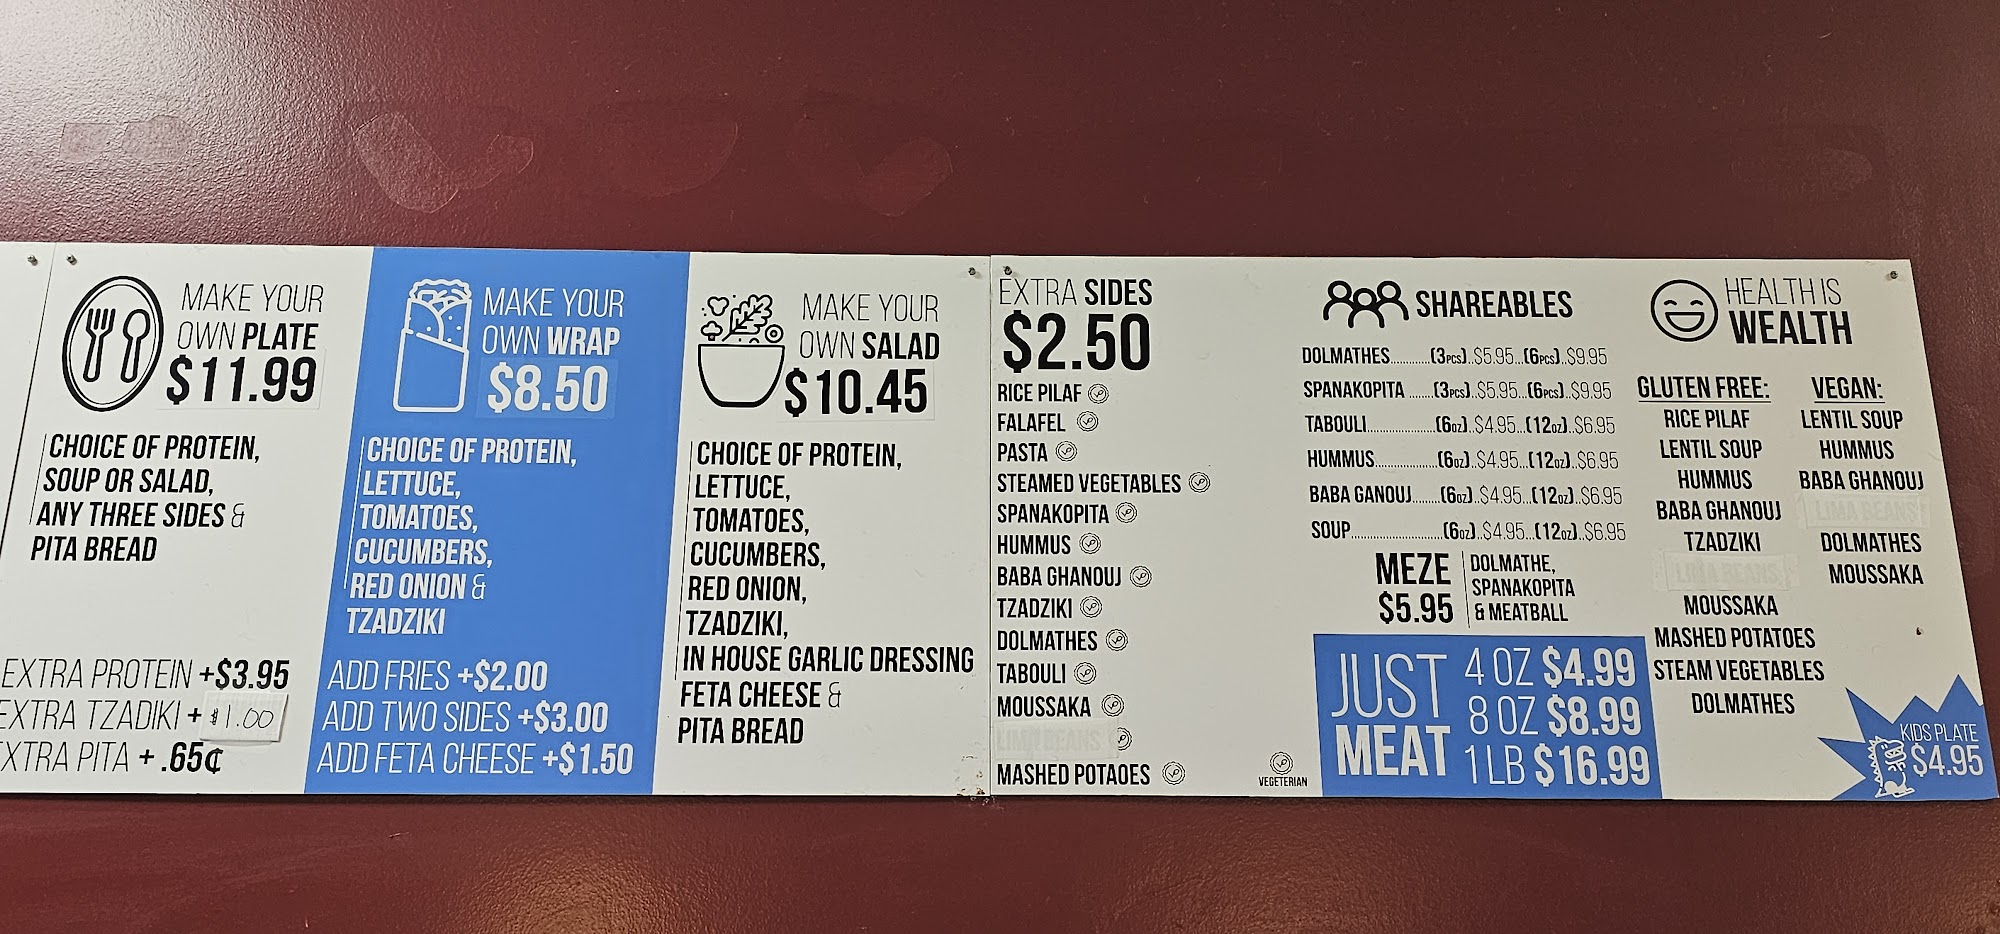 MAKE YOUR
OWN PLATE
$11.99
CHOICE OF PROTEIN,
SOUP OR SALAD,
ANY THREE SIDES &
PITA BREAD
EXTRA PROTEIN +$3.95
EXTRA TZADIKI + $1.00
EXTRA PITA + .65¢
MAKE YOUR
OWN WRAP
$8.50
CHOICE OF PROTEIN,
LETTUCE,
TOMATOES,
CUCUMBERS,
RED ONION &
TZADZIKI
ADD FRIES +$2.00
ADD TWO SIDES +$3.00
ADD FETA CHEESE +$1.50
MAKE YOUR
OWN SALAD
$10.45
CHOICE OF PROTEIN,
LETTUCE,
TOMATOES,
CUCUMBERS,
RED ONION,
TZADZIKI,
IN HOUSE GARLIC DRESSING
FETA CHEESE &
PITA BREAD
EXTRA SIDES
$2.50
RICE PILAF
FALAFEL
PASTA
STEAMED VEGETABLES
SPANAKOPITA
HUMMUS
BABA GHANOUJ
TZADZIKI
DOLMATHES
TABOULI
MOUSSAKA
LIMA BEANS
MASHED POTAOES
VEGETERIAN
SHAREABLES
DOLMATHES...........(3PCS)..$5.95...(6PCS)..$9.95
SPANAKOPITA .......(3PCS)..$5.95...(6PCS)..$9.95
TABOULI...................(6OZ)..$4.95...(12OZ)..$6.95
HUMMUS..................(6OZ)..$4.95...(12OZ)..$6.95
BABA GANOUJ........(6OZ)..$4.95...(12OZ)..$6.95
SOUP.........................(6OZ)..$4.95...(12OZ)..$6.95
MEZE
$5.95
DOLMATHE,
SPANAKOPITA
& MEATBALL
JUST
MEAT
4 OZ $4.99
8 OZ $8.99
1 LB $16.99
HEALTH IS
WEALTH
GLUTEN FREE:
RICE PILAF
LENTIL SOUP
HUMMUS
BABA GHANOUJ
TZADZIKI
LIMA BEANS
MOUSSAKA
MASHED POTATOES
STEAM VEGETABLES
DOLMATHES
VEGAN:
LENTIL SOUP
HUMMUS
BABA GHANOUJ
LIMA BEANS
DOLMATHES
MOUSSAKA
KIDS PLATE
$4.95